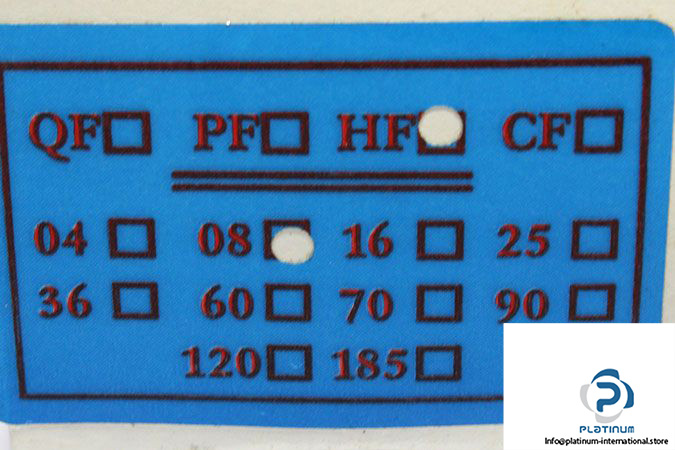 QF PF HF CF
04 08 16 25
36 60 70 90
120 185
PLATINUM
Info@platinum-international.store